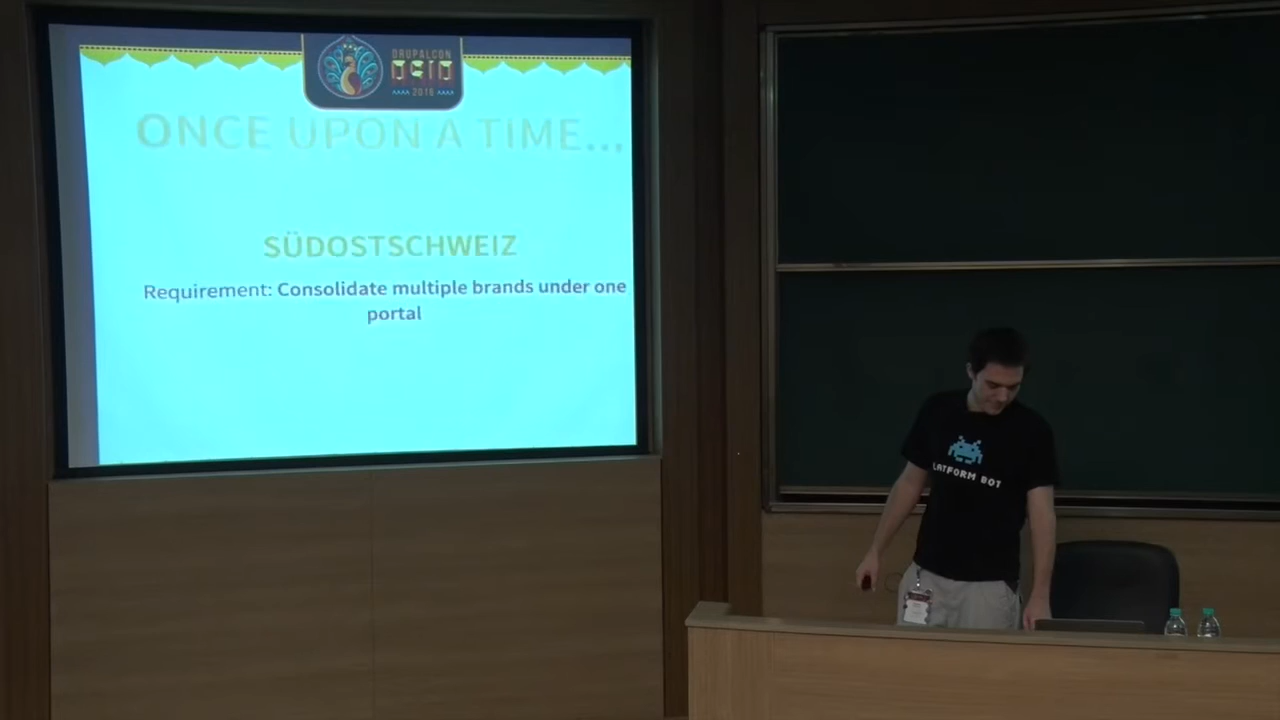 DRUPALCON
2016
ONCE UPON A TIME...
SÜDOSTSCHWEIZ
Requirement: Consolidate multiple brands under one
portal
LATFORM BOT